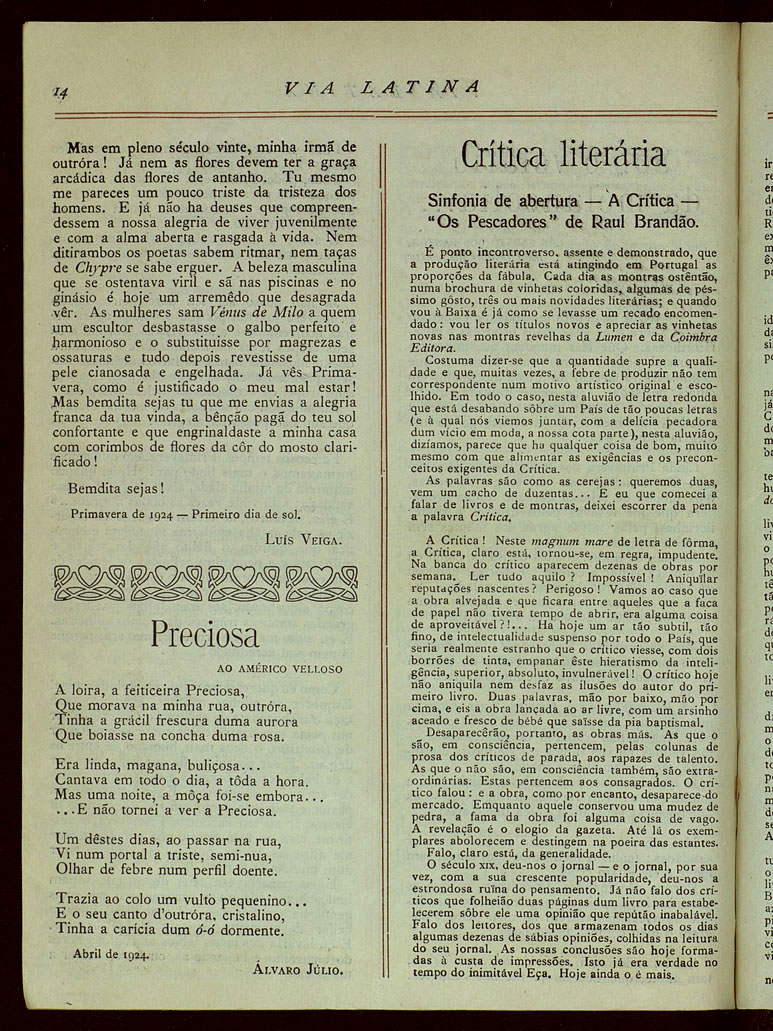 14
VIA LATINA
Mas em pleno século vinte, minha irmã de
outróra! Já nem as flores devem ter a graça
arcádica das flores de antanho. Tu mesmo
me pareces um pouco triste da tristeza dos
homens. E já não ha deuses que compreen-
dessem a nossa alegria de viver juvenilmente
e com a alma aberta e rasgada à vida. Nem
ditirambos os poetas sabem ritmar, nem taças
de Chypre se sabe erguer. A beleza masculina
que se ostentava viril e sã nas piscinas e no
ginásio é hoje um arremêdo que desagrada
vêr. As mulheres sam Vénus de Milo a quem
um escultor desbastasse o galbo perfeito e
harmonioso e o substituisse por magrezas e
ossaturas e tudo depois revestisse de uma
pele cianosada e engelhada. Já vês Prima-
vera, como é justificado o meu mal estar!
Mas bemdita sejas tu que me envias a alegria
franca da tua vinda, a bênção pagã do teu sol
confortante e que engrinaldaste a minha casa
com corimbos de flores da côr do mosto clari-
ficado!
Bemdita sejas!
Primavera de 1924 — Primeiro dia de sol.
Luís Veiga.
Preciosa
AO AMÉRICO VELLOSO
A loira, a feiticeira Preciosa,
Que morava na minha rua, outróra,
Tinha a grácil frescura duma aurora
Que boiasse na concha duma rosa.
Era linda, magana, buliçosa...
Cantava em todo o dia, a tôda a hora.
Mas uma noite, a môça foi-se embora...
...E não tornei a ver a Preciosa.
Um dêstes dias, ao passar na rua,
Vi num portal a triste, semi-nua,
Olhar de febre num perfil doente.
Trazia ao colo um vulto pequenino...
E o seu canto d'outróra, cristalino,
Tinha a carícia dum ó-ó dormente.
Abril de 1924.
Álvaro Júlio.
Crítica literária
Sinfonia de abertura — A Crítica —
“Os Pescadores” de Raul Brandão.
É ponto incontroverso, assente e demonstrado, que
a produção literária está atingindo em Portugal as
proporções da fábula. Cada dia as montras ostêntão,
numa brochura de vinhetas coloridas, algumas de pés-
simo gôsto, três ou mais novidades literárias; e quando
vou à Baixa é já como se levasse um recado encomen-
dado: vou ler os títulos novos e apreciar as vinhetas
novas nas montras revelhas da Lumen e da Coimbra
Editora.
Costuma dizer-se que a quantidade supre a quali-
dade e que, muitas vezes, a febre de produzir não tem
correspondente num motivo artístico original e esco-
lhido. Em todo o caso, nesta aluvião de letra redonda
que está desabando sôbre um País de tão poucas letras
(e à qual nós viemos juntar, com a delícia pecadora
dum vício em moda, a nossa cota parte), nesta aluvião,
dizíamos, parece que ha qualquer coisa de bom, muito
mesmo com que alimentar as exigências e os precon-
ceitos exigentes da Crítica.
As palavras são como as cerejas: queremos duas,
vem um cacho de duzentas... E eu que comecei a
falar de livros e de montras, deixei escorrer da pena
a palavra Crítica.
A Crítica! Neste magnum mare de letra de fôrma,
a Crítica, claro está, tornou-se, em regra, impudente.
Na banca do crítico aparecem dezenas de obras por
semana. Ler tudo aquilo? Impossível! Aniquilar
reputações nascentes? Perigoso! Vamos ao caso que
a obra alvejada e que ficara entre aqueles que a faca
de papel não tivera tempo de abrir, era alguma coisa
de aproveitável?!... Ha hoje um ar tão subtil, tão
fino, de intelectualidade suspenso por todo o País, que
seria realmente estranho que o crítico viesse, com dois
borrões de tinta, empanar êste hieratismo da inteli-
gência, superior, absoluto, invulnerável! O crítico hoje
não aniquila nem desfaz as ilusões do autor do pri-
meiro livro. Duas palavras, mão por baixo, mão por
cima, e eis a obra lançada ao ar livre, com um arsinho
aceado e fresco de bébé que saísse da pia baptismal.
Desaparecêrão, portanto, as obras más. As que o
são, em consciência, pertencem, pelas colunas de
prosa dos críticos de parada, aos rapazes de talento.
As que o não são, em consciência também, são extra-
ordinárias. Estas pertencem aos consagrados. O crí-
tico falou: e a obra, como por encanto, desaparece do
mercado. Emquanto aquele conservou uma mudez de
pedra, a fama da obra foi alguma coisa de vago.
A revelação é o elogio da gazeta. Até lá os exem-
plares abolorecem e destingem na poeira das estantes.
Falo, claro está, da generalidade.
O século XIX, deu-nos o jornal — e o jornal, por sua
vez, com a sua crescente popularidade, deu-nos a
estrondosa ruína do pensamento. Já não falo dos crí-
ticos que folheião duas páginas dum livro para estabe-
lecerem sôbre ele uma opinião que repútão inabalável.
Falo dos leitores, dos que armazenam todos os dias
algumas dezenas de sábias opiniões, colhidas na leitura
do seu jornal. As nossas conclusões são hoje forma-
das à custa de impressões. Isto já era verdade no
tempo do inimitável Eça. Hoje ainda o é mais.